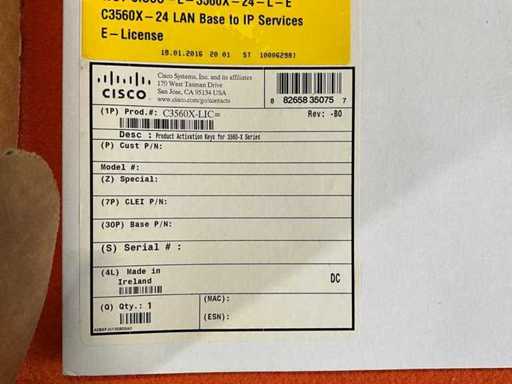 C3560X-24 LAN Base to IP Services
E-License
19.01.2016 20 01 ST 10006298)
CISCO
Cisco Systems, Inc. and its affiliates
170 West Tasman Drive
San Jose, CA 95134 USA
www.cisco.com/go/contacts
8 82658 35075 7
(1P) Prod.#: C3560X-LIC=
Rev: -B0
Desc : Product Activation Keys for 3560-X Series
(P) Cust P/N:
Model #:
(Z) Special:
(7P) CLEI P/N:
(30P) Base P/N:
(S) Serial # :
(4L) Made in
Ireland
DC
(Q) Qty.: 1
(MAC):
(ESN):